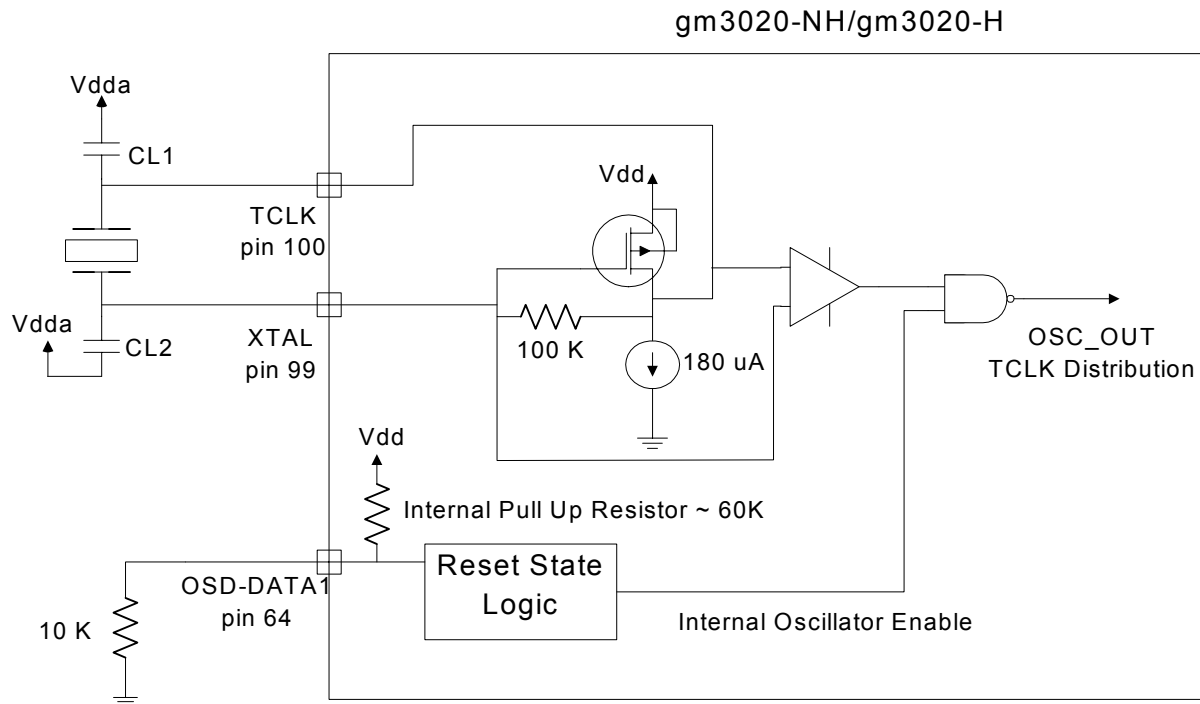 gm3020-NH/gm3020-H
Vdda
CL1
TCLK
pin 100
Vdd
Vdda
CL2
XTAL
pin 99
100 K
180 uA
OSC_OUT
TCLK Distribution
Vdd
Internal Pull Up Resistor ~ 60K
OSD-DATA1
pin 64
Reset State
Logic
10 K
Internal Oscillator Enable